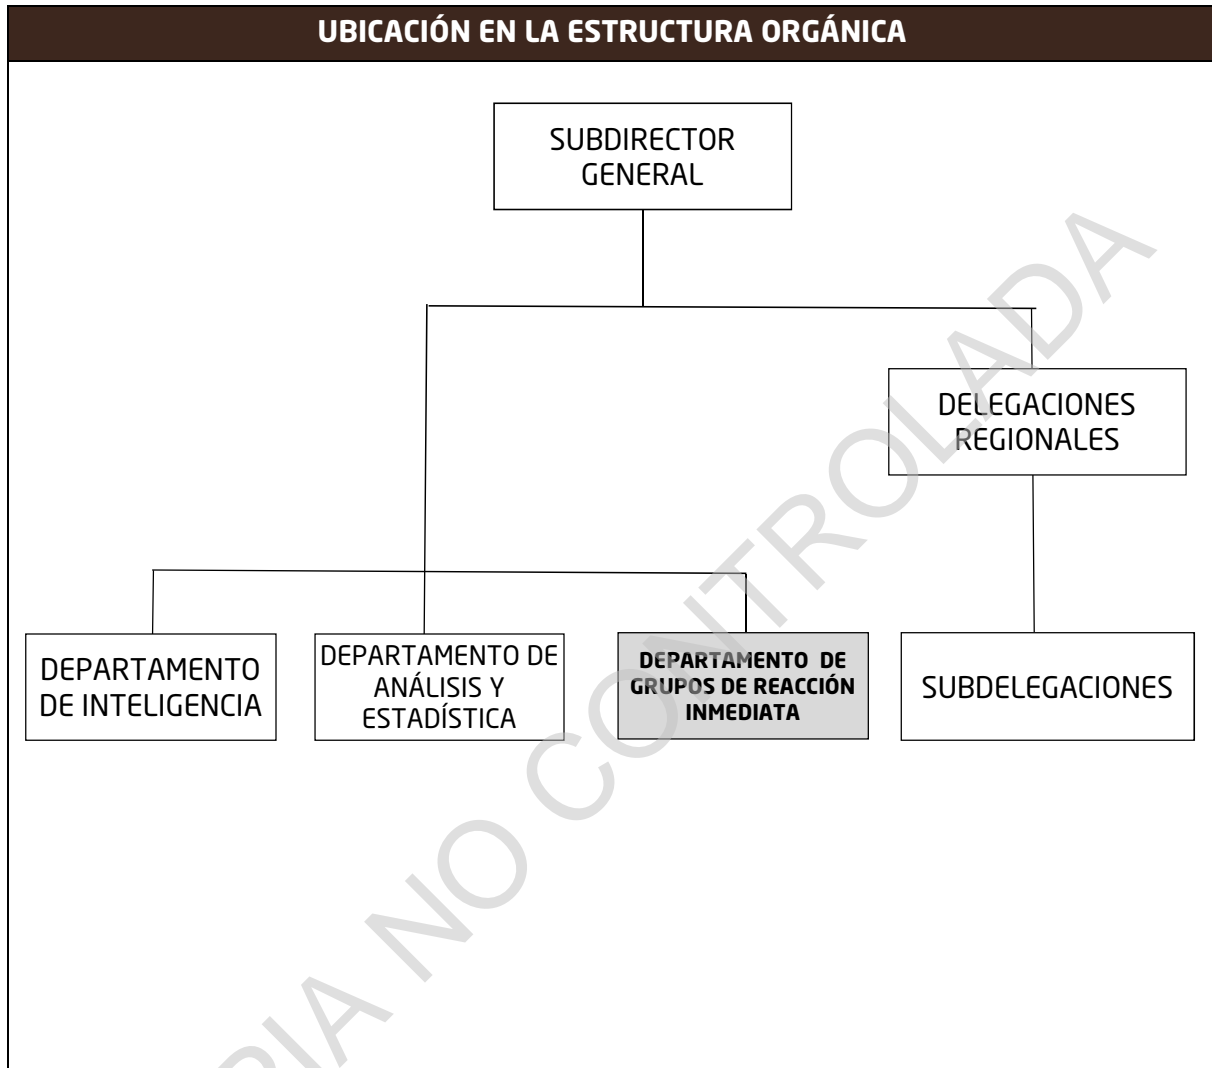 UBICACIÓN EN LA ESTRUCTURA ORGÁNICA
SUBDIRECTOR
GENERAL
DELEGACIONES
REGIONALES
DEPARTAMENTO
DE INTELIGENCIA
DEPARTAMENTO DE
ANÁLISIS Y
ESTADÍSTICA
DEPARTAMENTO DE
GRUPOS DE REACCIÓN
INMEDIATA
SUBDELEGACIONES
RIA NO CONTROLADA